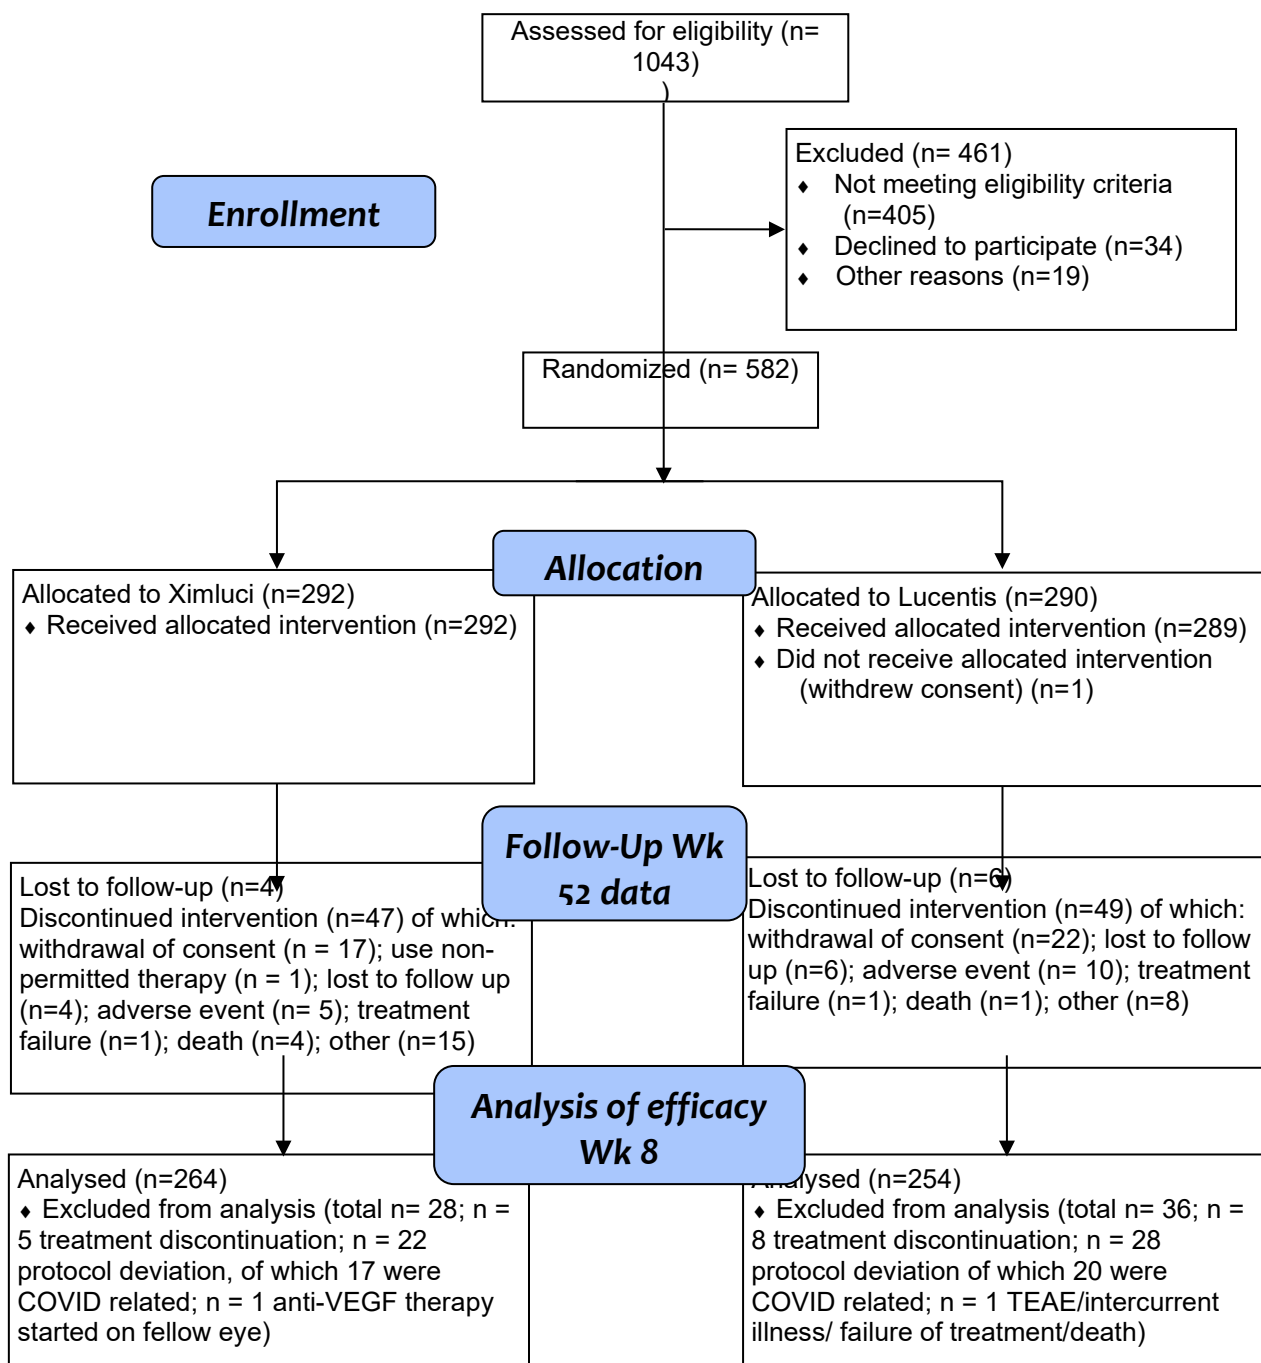 Assessed for eligibility (n=
1043)
)
Excluded (n= 461)
♦ Not meeting eligibility criteria
(n=405)
♦ Declined to participate (n=34)
♦ Other reasons (n=19)
Enrollment
Randomized (n= 582)
Allocation
Allocated to Ximluci (n=292)
♦ Received allocated intervention (n=292)
Allocated to Lucentis (n=290)
♦ Received allocated intervention (n=289)
♦ Did not receive allocated intervention
(withdrew consent) (n=1)
Follow-Up Wk
52 data
Lost to follow-up (n=4)
Discontinued intervention (n=47) of which:
withdrawal of consent (n = 17); use non-
permitted therapy (n = 1); lost to follow up
(n=4); adverse event (n= 5); treatment
failure (n=1); death (n=4); other (n=15)
Lost to follow-up (n=6)
Discontinued intervention (n=49) of which:
withdrawal of consent (n=22); lost to follow
up (n=6); adverse event (n= 10); treatment
failure (n=1); death (n=1); other (n=8)
Analysis of efficacy
Wk 8
Analysed (n=264)
♦ Excluded from analysis (total n= 28; n =
5 treatment discontinuation; n = 22
protocol deviation, of which 17 were
COVID related; n = 1 anti-VEGF therapy
started on fellow eye)
Analysed (n=254)
♦ Excluded from analysis (total n= 36; n =
8 treatment discontinuation; n = 28
protocol deviation of which 20 were
COVID related; n = 1 TEAE/intercurrent
illness/ failure of treatment/death)